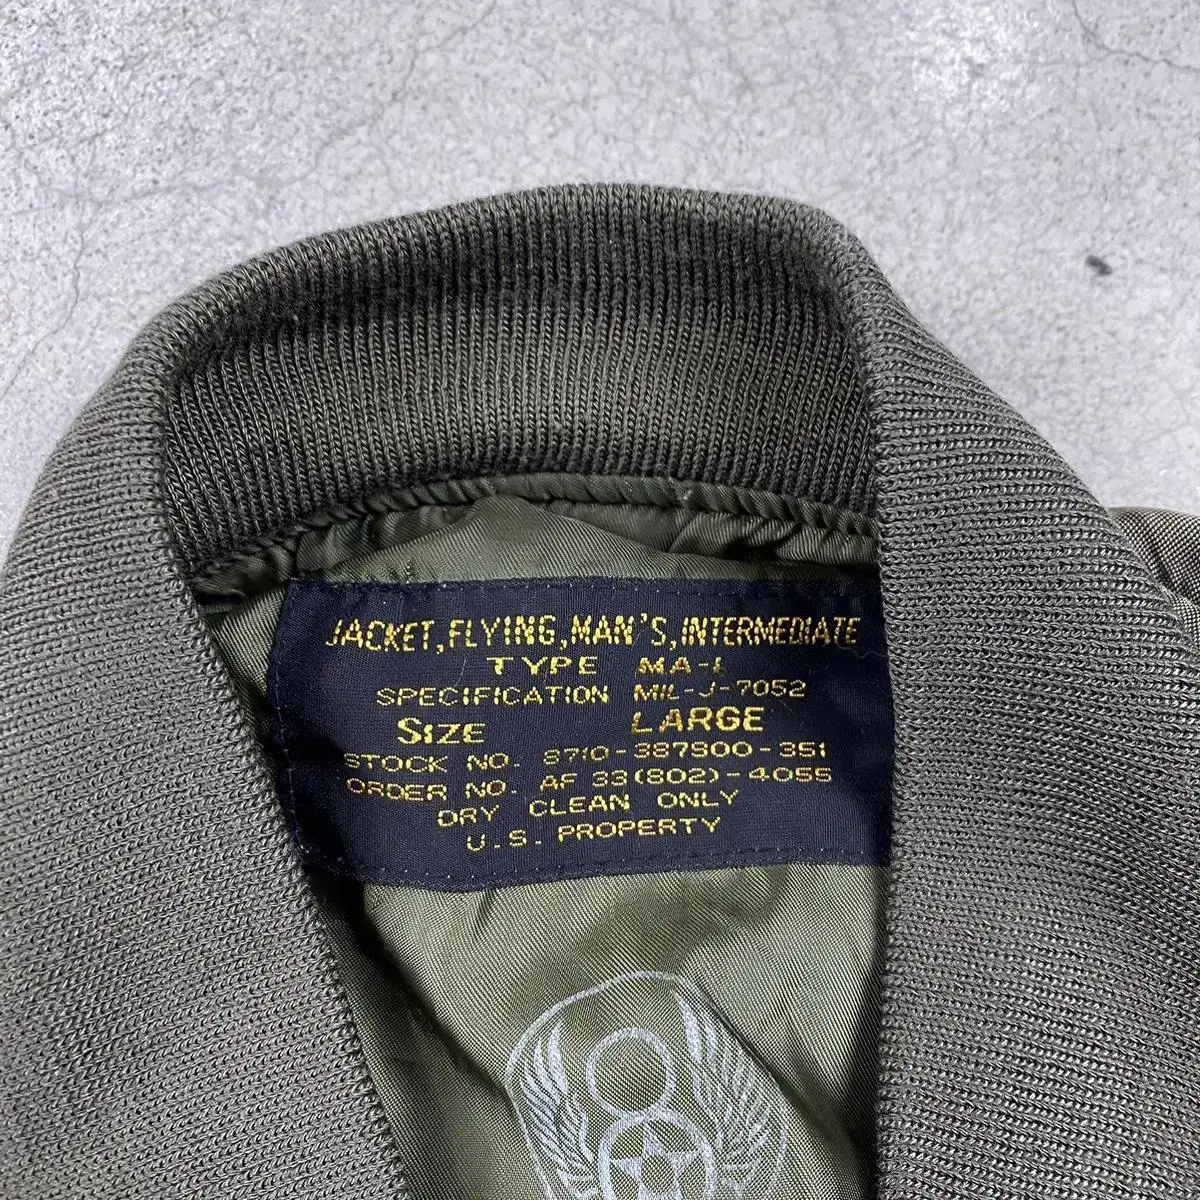 JACKET, FLYING, MAN'S, INTERMEDIATE
TYPE MA-1
SPECIFICATION MIL-J-7052
SIZE LARGE
STOCK NO. 8710-387900-351
ORDER NO. AF 33(802)-4055
DRY CLEAN ONLY
U.S. PROPERTY